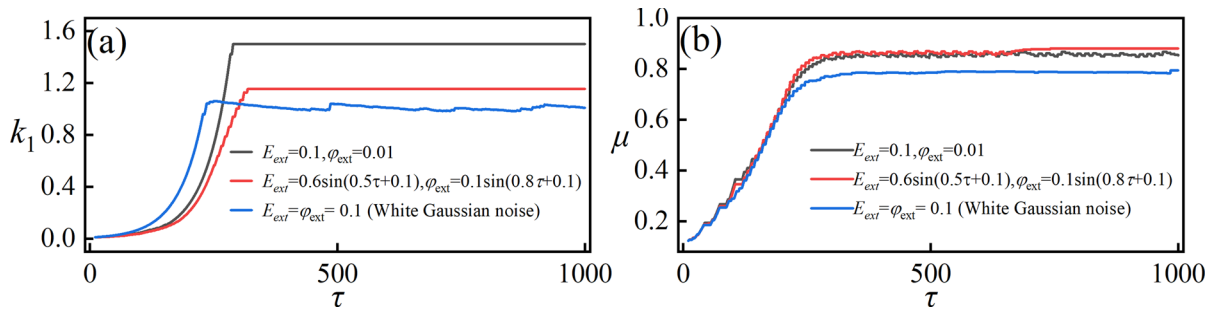 (a)
k1
1.6
1.2
0.8
0.4
0.0
Eext=0.1,φext=0.01
Eext=0.6sin(0.5τ+0.1),φext=0.1sin(0.8τ+0.1)
Eext=φext= 0.1 (White Gaussian noise)
0
500
1000
τ
(b)
μ
1.0
0.8
0.6
0.4
0.2
Eext=0.1,φext=0.01
Eext=0.6sin(0.5τ+0.1),φext=0.1sin(0.8τ+0.1)
Eext=φext= 0.1 (White Gaussian noise)
0
500
1000
τ